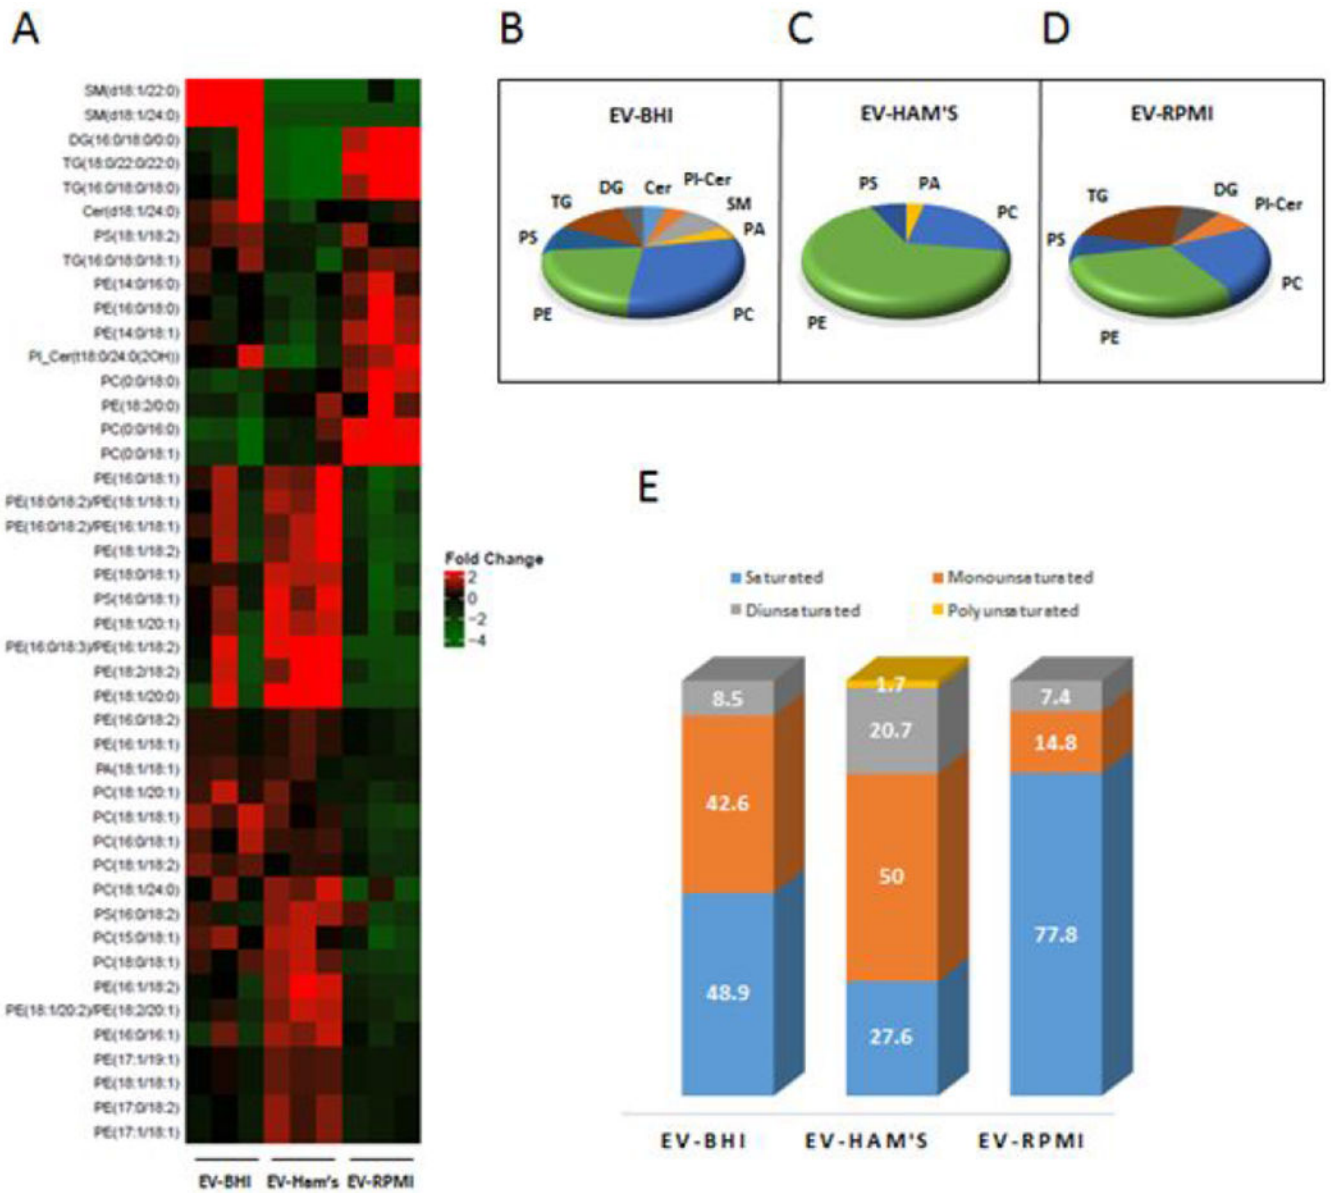 A
B
C
D
SM(d18:1/22:0)
SM(d18:1/24:0)
DG(16:0/18:0/0:0)
TG(18:0/22:0/22:0)
TG(16:0/18:0/18:0)
Cer(d18:1/24:0)
PS(18:1/18:2)
TG(16:0/18:0/18:1)
PE(14:0/16:0)
PE(16:0/18:0)
PE(14:0/18:1)
PI_Cer(t18:0/24:0(2OH))
PC(0:0/18:0)
PE(18:2/0:0)
PC(0:0/16:0)
PC(0:0/18:1)
PE(16:0/18:1)
PE(18:0/18:2)/PE(18:1/18:1)
PE(16:0/18:2)/PE(16:1/18:1)
PE(18:1/18:2)
PE(18:0/18:1)
PS(16:0/18:1)
PE(18:1/20:1)
PE(16:0/18:3)/PE(16:1/18:2)
PE(18:2/18:2)
PE(18:1/20:0)
PE(16:0/18:2)
PE(16:1/18:1)
PA(18:1/18:1)
PC(18:1/20:1)
PC(18:1/18:1)
PC(16:0/18:1)
PC(18:1/18:2)
PC(18:1/24:0)
PS(16:0/18:2)
PC(15:0/18:1)
PC(18:0/18:1)
PE(16:1/18:2)
PE(18:1/20:2)/PE(18:2/20:1)
PE(16:0/16:1)
PE(17:1/19:1)
PE(18:1/18:1)
PE(17:0/18:2)
PE(17:1/18:1)
EV-BHI EV-Ham's EV-RPMI
Fold Change
2
0
-2
-4
EV-BHI
TG
DG
Cer
PI-Cer
SM
PA
PS
PE
PC
EV-HAM'S
PS
PA
PC
PE
EV-RPMI
TG
DG
PI-Cer
PS
PC
PE
E
Saturated Monounsaturated
Diunsaturated Polyunsaturated
8.5
42.6
48.9
1.7
20.7
50
27.6
7.4
14.8
77.8
EV-BHI EV-HAM'S EV-RPMI